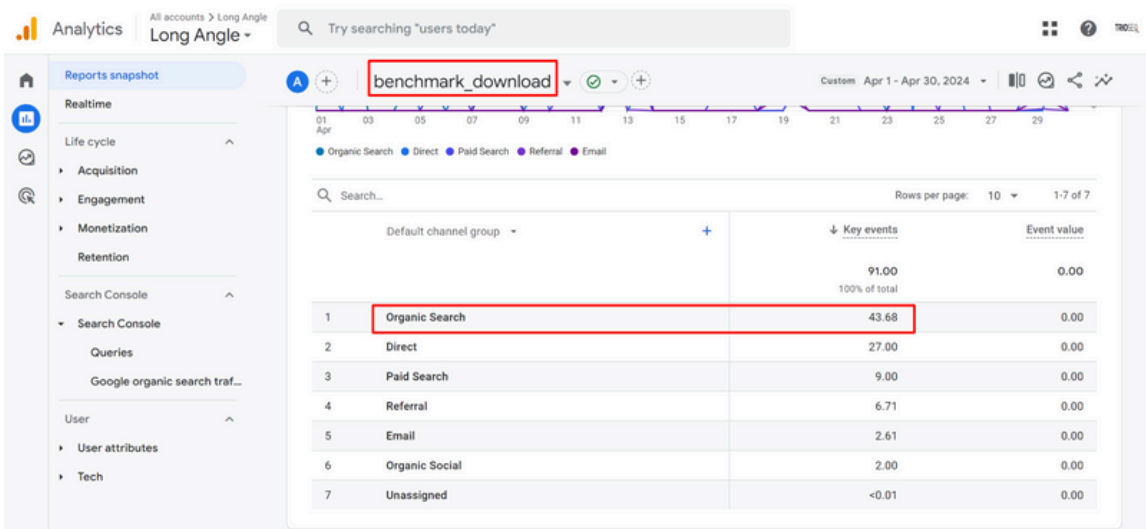 Analytics
All accounts > Long Angle
Long Angle
Try searching "users today"
Reports snapshot
Realtime
Life cycle
Acquisition
Engagement
Monetization
Retention
Search Console
Search Console
Queries
Google organic search traf...
User
User attributes
Tech
A
benchmark_download
Custom Apr 1 - Apr 30, 2024
01 03 05 07 09 11 13 15 17 19 21 23 25 27 29
Apr
Organic Search Direct Paid Search Referral Email
Search...
Rows per page: 10 1-7 of 7
Default channel group + ↓ Key events Event value
91.00 0.00
100% of total
1 Organic Search 43.68 0.00
2 Direct 27.00 0.00
3 Paid Search 9.00 0.00
4 Referral 6.71 0.00
5 Email 2.61 0.00
6 Organic Social 2.00 0.00
7 Unassigned <0.01 0.00